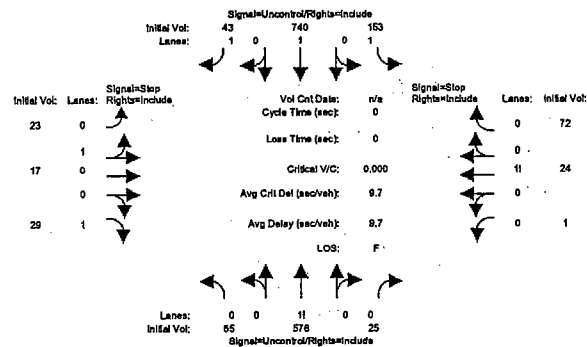 Signal=Uncontrol/Rights=Include
Initial Vol: 43 740 153
Lanes: 1 0 1 0 1
Signal=Stop
Rights=Include
Initial Vol: Lanes:
Vol Cnt Date: n/a
Cycle Time (sec): 0
Signal=Stop
Rights=Include
Lanes: Initial Vol:
23 0
0 72
Loss Time (sec): 0
1
0
17 0
Critical V/C: 0.000
1! 24
0
Avg Crit Del (sec/veh): 9.7
0
29 1
Avg Delay (sec/veh): 9.7
0 1
LOS: F
Lanes: 0 0 1! 0 0
Initial Vol: 65 576 25
Signal=Uncontrol/Rights=Include